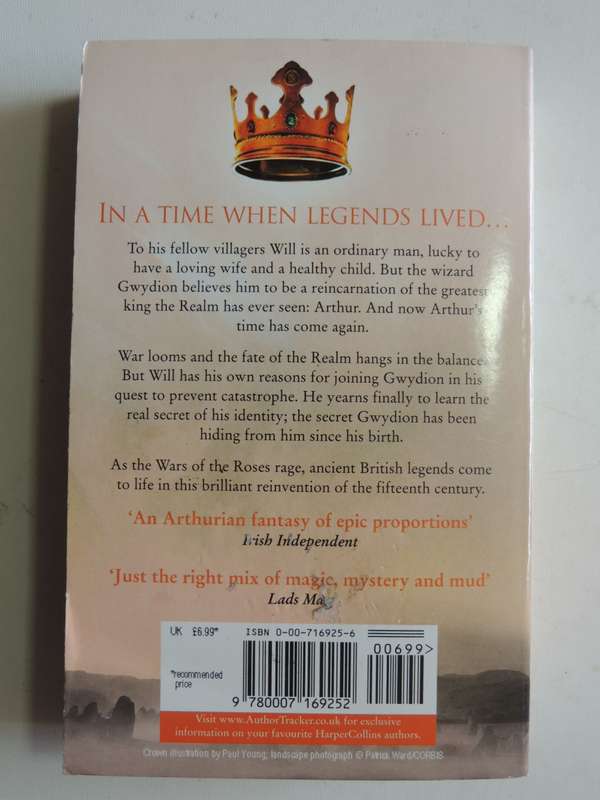 IN A TIME WHEN LEGENDS LIVED...
To his fellow villagers Will is an ordinary man, lucky to
have a loving wife and a healthy child. But the wizard
Gwydion believes him to be a reincarnation of the greatest
king the Realm has ever seen: Arthur. And now Arthur's
time has come again.
War looms and the fate of the Realm hangs in the balance.
But Will has his own reasons for joining Gwydion in his
quest to prevent catastrophe. He yearns finally to learn the
real secret of his identity; the secret Gwydion has been
hiding from him since his birth.
As the Wars of the Roses rage, ancient British legends come
to life in this brilliant reinvention of the fifteenth century.
‘An Arthurian fantasy of epic proportions’
Irish Independent
‘Just the right mix of magic, mystery and mud’
Lads Mag
UK £6.99*
ISBN 0-00-716925-6
00699>
*recommended
price
9 780007 169252
Visit www.AuthorTracker.co.uk for exclusive
information on your favourite HarperCollins authors.
Crown illustration by Paul Young; landscape photograph © Patrick Ward/CORBIS